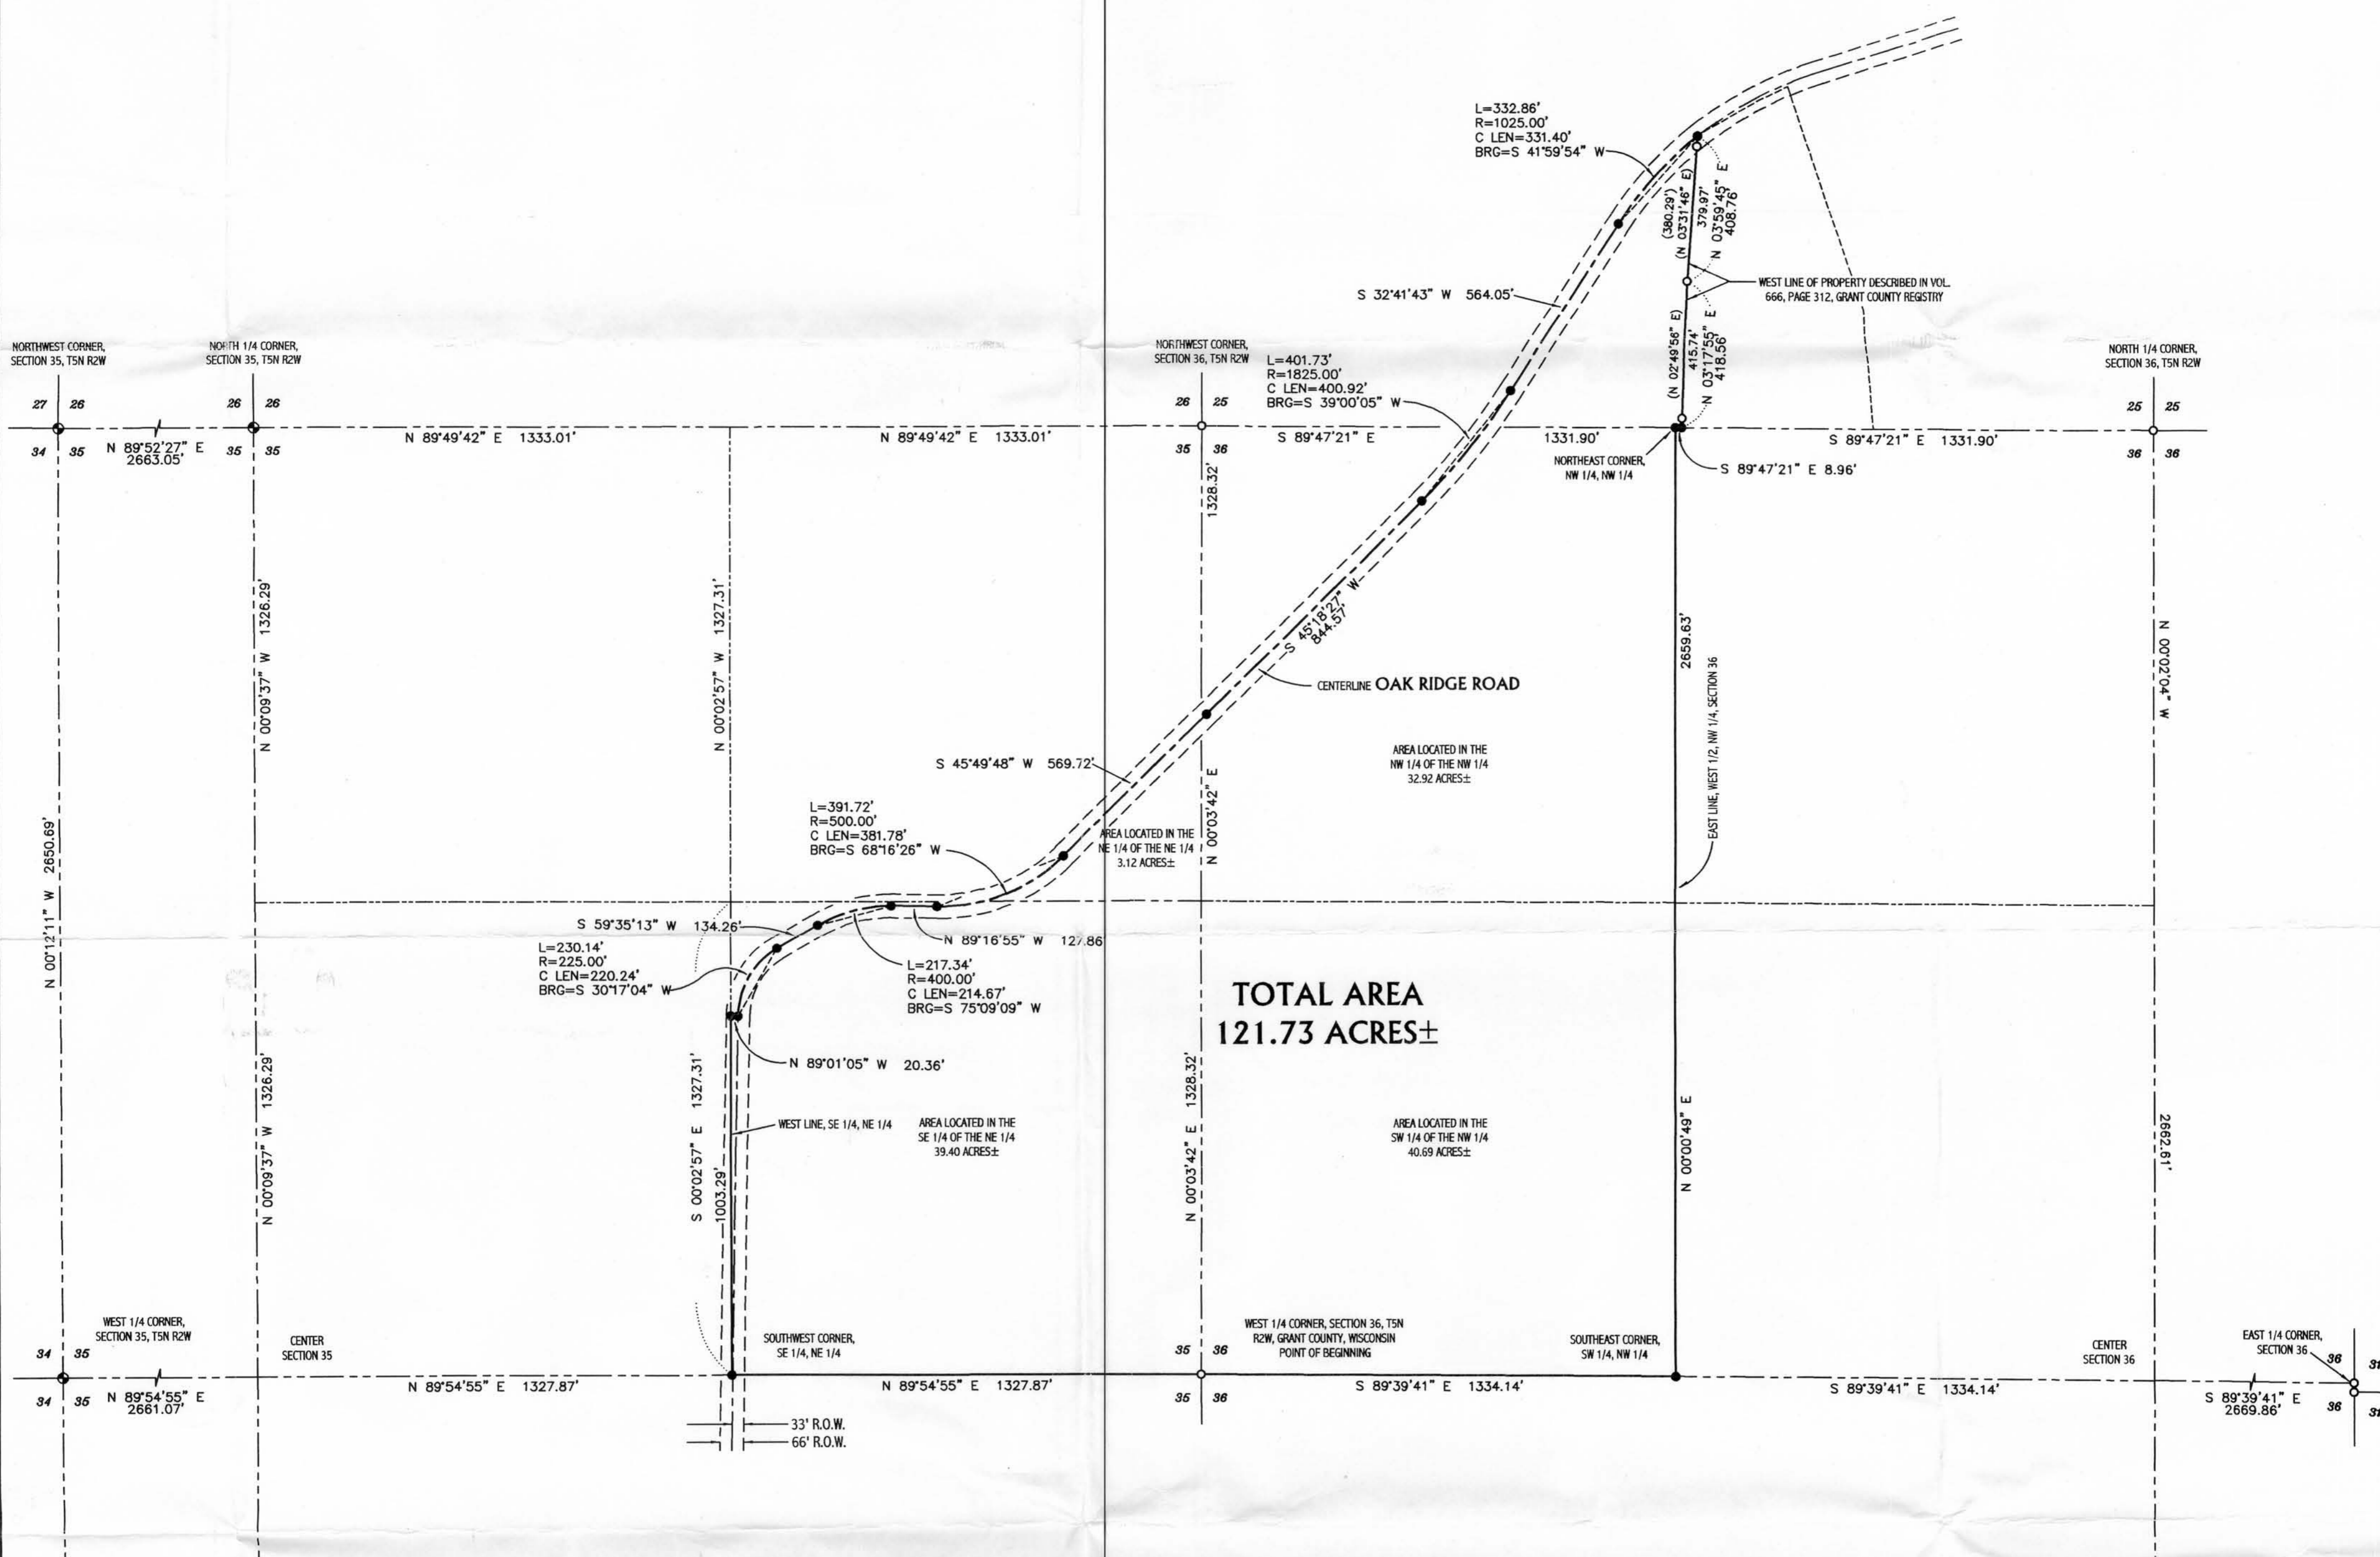 L=332.86'
R=1025.00'
C LEN=331.40'
BRG=S 41°59'54" W
(380.29')
(N 03°31'46" E)
379.97'
N 03°59'45" E
408.76'
WEST LINE OF PROPERTY DESCRIBED IN VOL.
666, PAGE 312, GRANT COUNTY REGISTRY
S 32°41'43" W 564.05'
(N 02°49'56" E)
415.74'
N 03°17'55" E
418.56'
NORTHWEST CORNER,
SECTION 35, T5N R2W
NORTH 1/4 CORNER,
SECTION 35, T5N R2W
NORTHWEST CORNER,
SECTION 36, T5N R2W
L=401.73'
R=1825.00'
C LEN=400.92'
BRG=S 39°00'05" W
NORTH 1/4 CORNER,
SECTION 36, T5N R2W
27 26
26 26
26 25
25 25
N 89°52'27" E
2663.05'
N 89°49'42" E 1333.01'
N 89°49'42" E 1333.01'
S 89°47'21" E
1331.90'
S 89°47'21" E 1331.90'
34 35
35 35
35 36
36 36
NORTHEAST CORNER,
NW 1/4, NW 1/4
S 89°47'21" E 8.96'
1328.32'
N 00°09'37" W 1326.29'
N 00°02'57" W 1327.31'
S 45°18'27" W
844.57'
2659.63'
N 00°02'04" W
CENTERLINE OAK RIDGE ROAD
EAST LINE, WEST 1/2, NW 1/4, SECTION 36
S 45°49'48" W 569.72'
AREA LOCATED IN THE
NW 1/4 OF THE NW 1/4
32.92 ACRES±
N 00°03'42" E
L=391.72'
R=500.00'
C LEN=381.78'
BRG=S 68°16'26" W
AREA LOCATED IN THE
NE 1/4 OF THE NE 1/4
3.12 ACRES±
N 00°12'11" W 2650.69'
S 59°35'13" W 134.26'
N 89°16'55" W 127.86
L=230.14'
R=225.00'
C LEN=220.24'
BRG=S 30°17'04" W
L=217.34'
R=400.00'
C LEN=214.67'
BRG=S 75°09'09" W
TOTAL AREA
121.73 ACRES±
N 89°01'05" W 20.36'
N 00°09'37" W 1326.29'
S 00°02'57" E 1327.31'
1003.29'
WEST LINE, SE 1/4, NE 1/4
AREA LOCATED IN THE
SE 1/4 OF THE NE 1/4
39.40 ACRES±
N 00°03'42" E 1328.32'
AREA LOCATED IN THE
SW 1/4 OF THE NW 1/4
40.69 ACRES±
N 00°00'49" E
2662.61'
WEST 1/4 CORNER,
SECTION 35, T5N R2W
CENTER
SECTION 35
SOUTHWEST CORNER,
SE 1/4, NE 1/4
WEST 1/4 CORNER, SECTION 36, T5N
R2W, GRANT COUNTY, WISCONSIN
POINT OF BEGINNING
SOUTHEAST CORNER,
SW 1/4, NW 1/4
CENTER
SECTION 36
EAST 1/4 CORNER,
SECTION 36
34 35
35 36
36 31
N 89°54'55" E
2661.07'
N 89°54'55" E 1327.87'
N 89°54'55" E 1327.87'
S 89°39'41" E 1334.14'
S 89°39'41" E 1334.14'
S 89°39'41" E
2669.86'
34 35
35 36
36 31
33' R.O.W.
66' R.O.W.